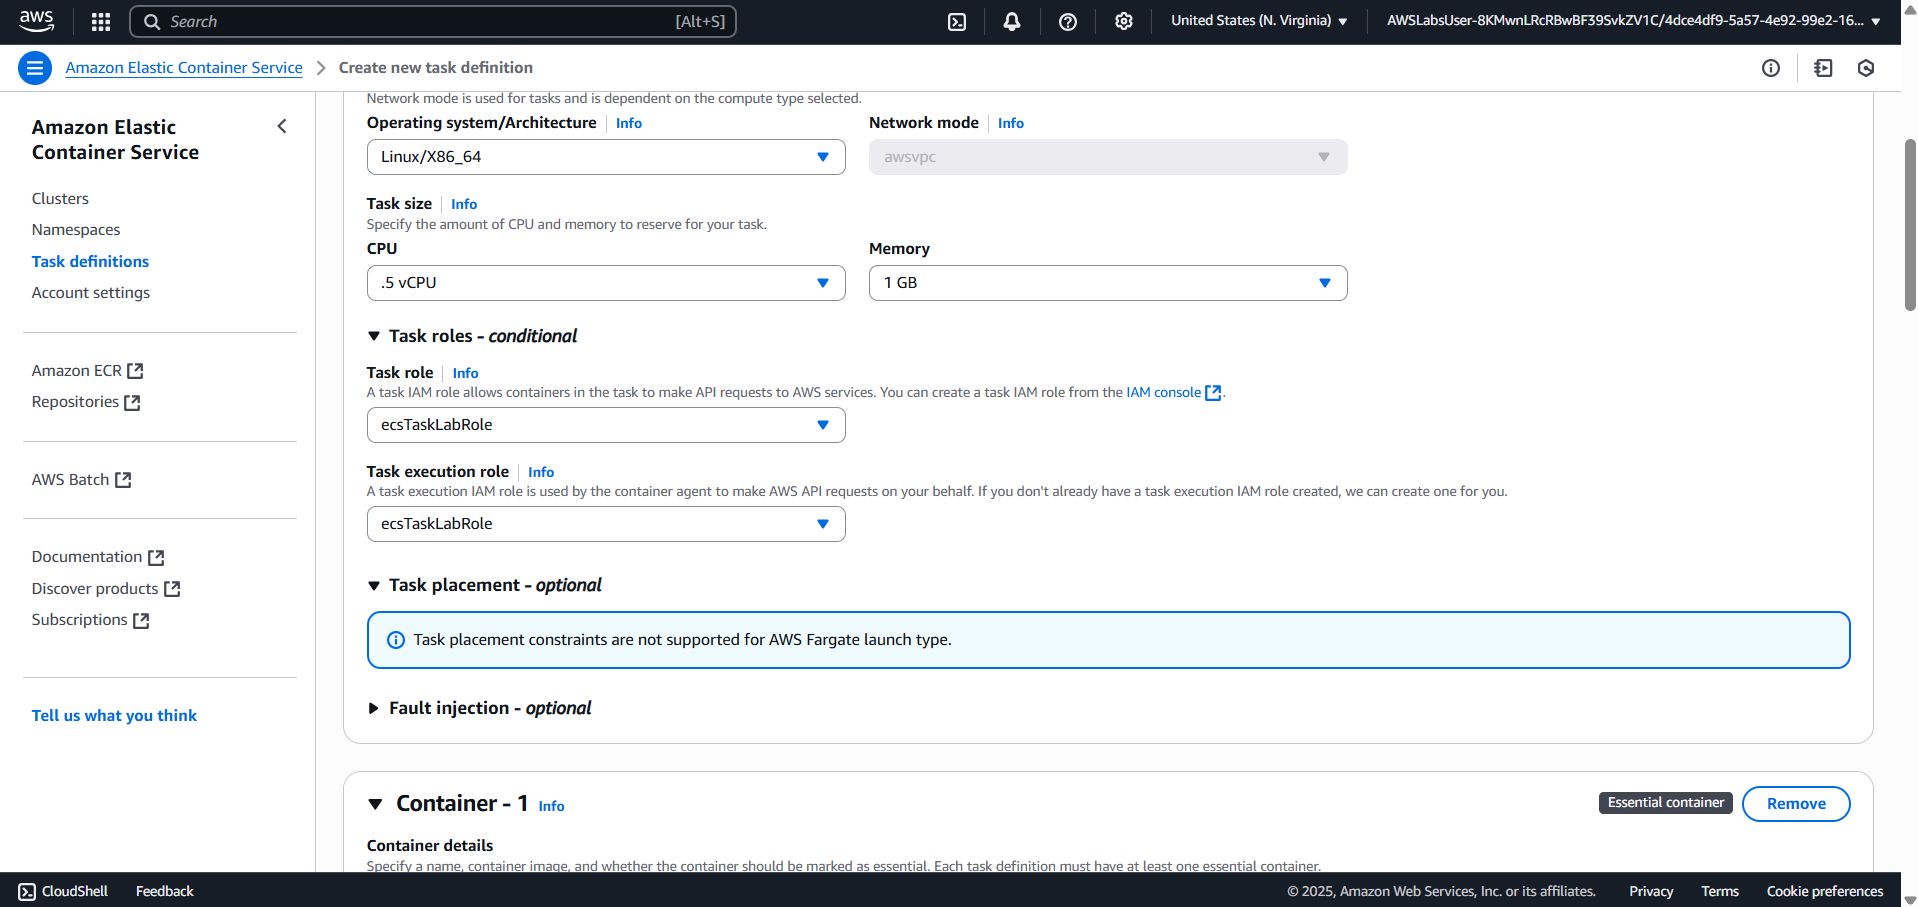 aws
Search
[Alt+S]
United States (N. Virginia)
AWSLabsUser-8KMwnLRcRBwBF39SvkZV1C/4dce4df9-5a57-4e92-99e2-16...
Amazon Elastic Container Service
Create new task definition
Amazon Elastic
Container Service
Clusters
Namespaces
Task definitions
Account settings
Amazon ECR
Repositories
AWS Batch
Documentation
Discover products
Subscriptions
Tell us what you think
Network mode is used for tasks and is dependent on the compute type selected.
Operating system/Architecture Info
Network mode Info
Linux/X86_64
awsvpc
Task size Info
Specify the amount of CPU and memory to reserve for your task.
CPU
Memory
.5 vCPU
1 GB
Task roles - conditional
Task role Info
A task IAM role allows containers in the task to make API requests to AWS services. You can create a task IAM role from the IAM console.
ecsTaskLabRole
Task execution role Info
A task execution IAM role is used by the container agent to make AWS API requests on your behalf. If you don't already have a task execution IAM role created, we can create one for you.
ecsTaskLabRole
Task placement - optional
Task placement constraints are not supported for AWS Fargate launch type.
Fault injection - optional
Container - 1 Info
Essential container
Remove
Container details
Specify a name, container image, and whether the container should be marked as essential. Each task definition must have at least one essential container.
CloudShell
Feedback
© 2025, Amazon Web Services, Inc. or its affiliates.
Privacy
Terms
Cookie preferences